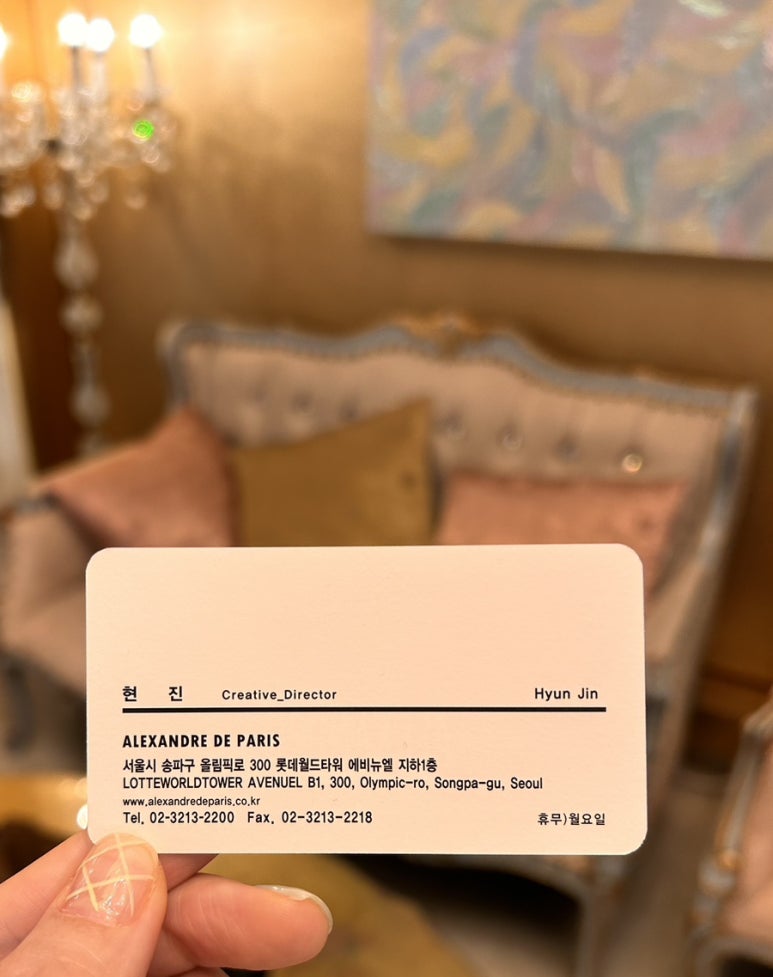 현 진 Creative_Director Hyun Jin
ALEXANDRE DE PARIS
서울시 송파구 올림픽로 300 롯데월드타워 에비뉴엘 지하1층
LOTTEWORLDTOWER AVENUEL B1, 300, Olympic-ro, Songpa-gu, Seoul
www.alexandredeparis.co.kr
Tel. 02-3213-2200 Fax. 02-3213-2218 휴무)월요일